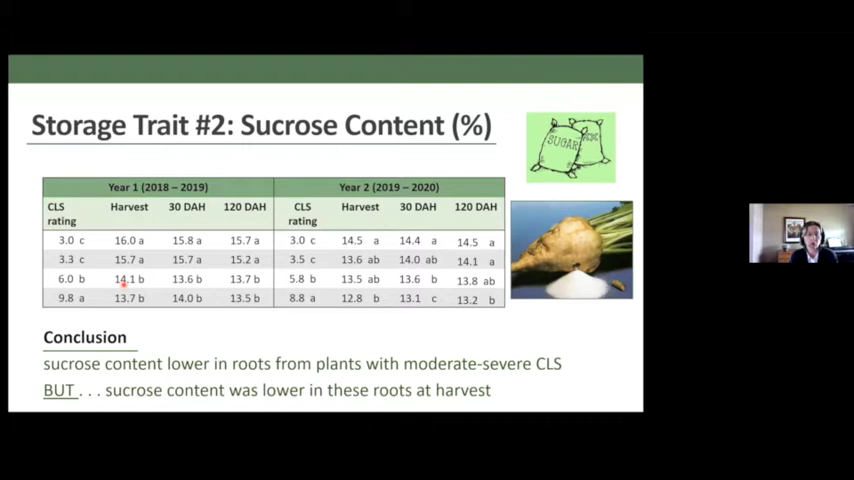 Storage Trait #2: Sucrose Content (%)
SUGAR
Year 1 (2018 – 2019) Year 2 (2019 – 2020)
CLS rating Harvest 30 DAH 120 DAH CLS rating Harvest 30 DAH 120 DAH
3.0 c 16.0 a 15.8 a 15.7 a 3.0 c 14.5 a 14.4 a 14.5 a
3.3 c 15.7 a 15.7 a 15.2 a 3.5 c 13.6 ab 14.0 ab 14.1 a
6.0 b 14.1 b 13.6 b 13.7 b 5.8 b 13.5 ab 13.6 b 13.8 ab
9.8 a 13.7 b 14.0 b 13.5 b 8.8 a 12.8 b 13.1 c 13.2 b
Conclusion
sucrose content lower in roots from plants with moderate-severe CLS
BUT . . . sucrose content was lower in these roots at harvest